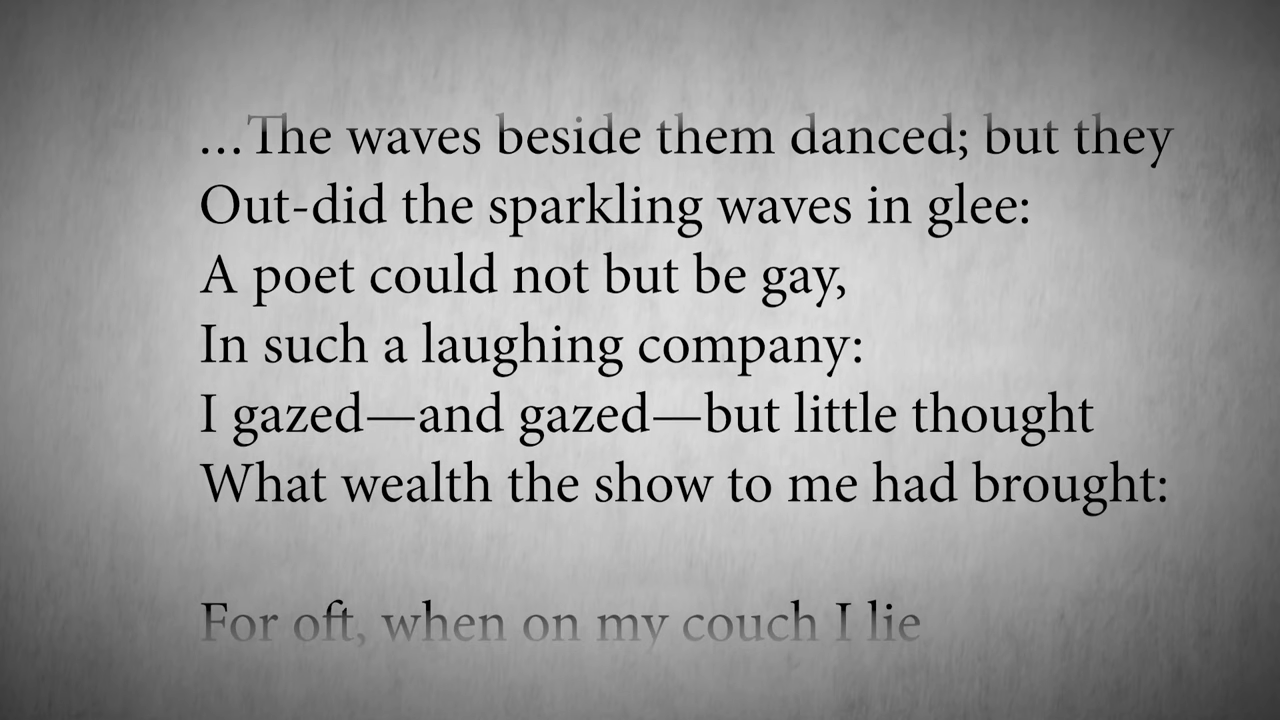 …The waves beside them danced; but they
Out-did the sparkling waves in glee:
A poet could not but be gay,
In such a laughing company:
I gazed—and gazed—but little thought
What wealth the show to me had brought:
For oft, when on my couch I lie